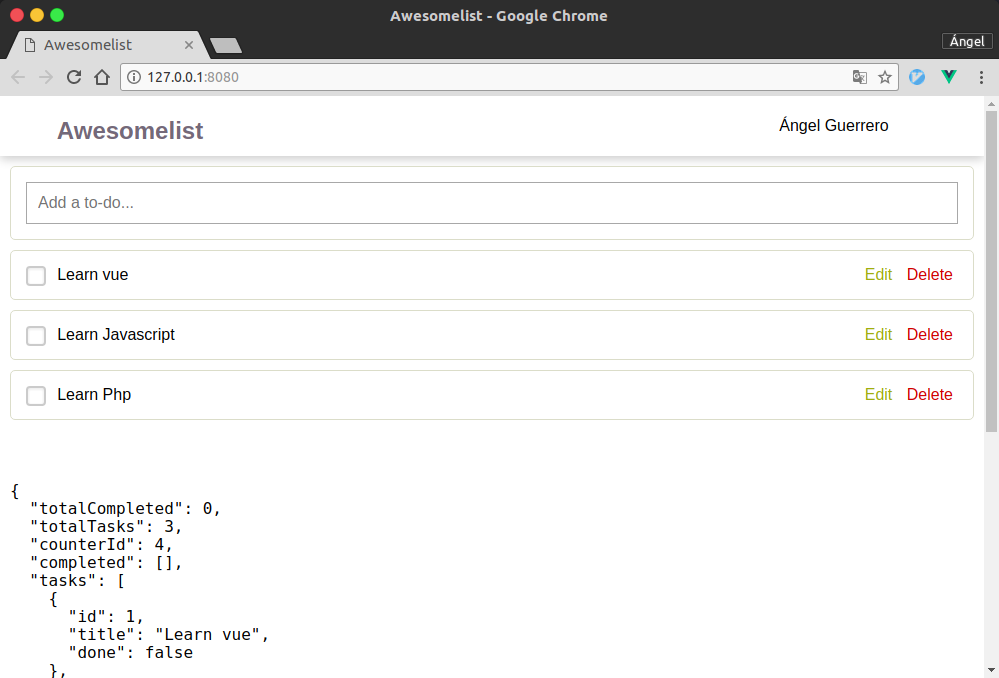 Awesomelist - Google Chrome
Awesomelist
Ángel
127.0.0.1:8080
Awesomelist
Ángel Guerrero
Add a to-do...
Learn vue Edit Delete
Learn Javascript Edit Delete
Learn Php Edit Delete
{
  "totalCompleted": 0,
  "totalTasks": 3,
  "counterId": 4,
  "completed": [],
  "tasks": [
    {
      "id": 1,
      "title": "Learn vue",
      "done": false
    },